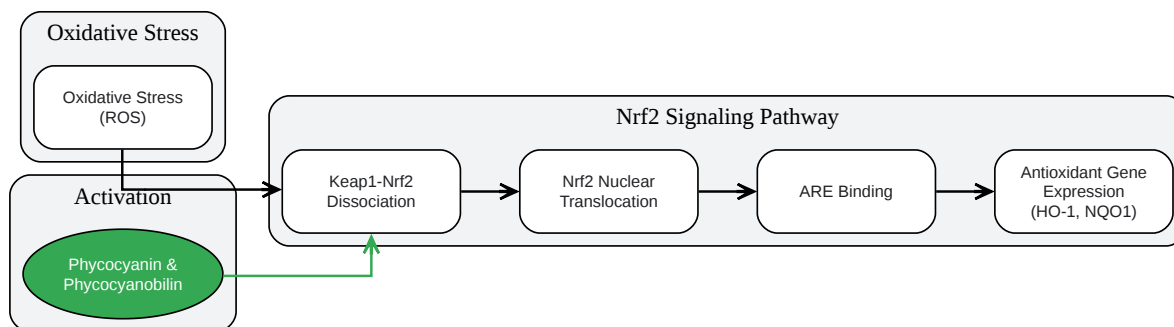 Oxidative Stress
Oxidative Stress
(ROS)
Nrf2 Signaling Pathway
Keap1-Nrf2
Dissociation
Nrf2 Nuclear
Translocation
ARE Binding
Antioxidant Gene
Expression
(HO-1, NQO1)
Activation
Phycocyanin &
Phycocyanobilin